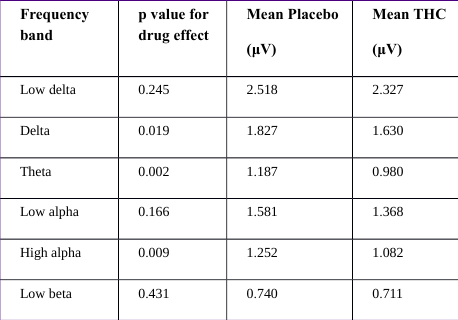 Frequency band | p value for drug effect | Mean Placebo (μV) | Mean THC (μV)
Low delta | 0.245 | 2.518 | 2.327
Delta | 0.019 | 1.827 | 1.630
Theta | 0.002 | 1.187 | 0.980
Low alpha | 0.166 | 1.581 | 1.368
High alpha | 0.009 | 1.252 | 1.082
Low beta | 0.431 | 0.740 | 0.711